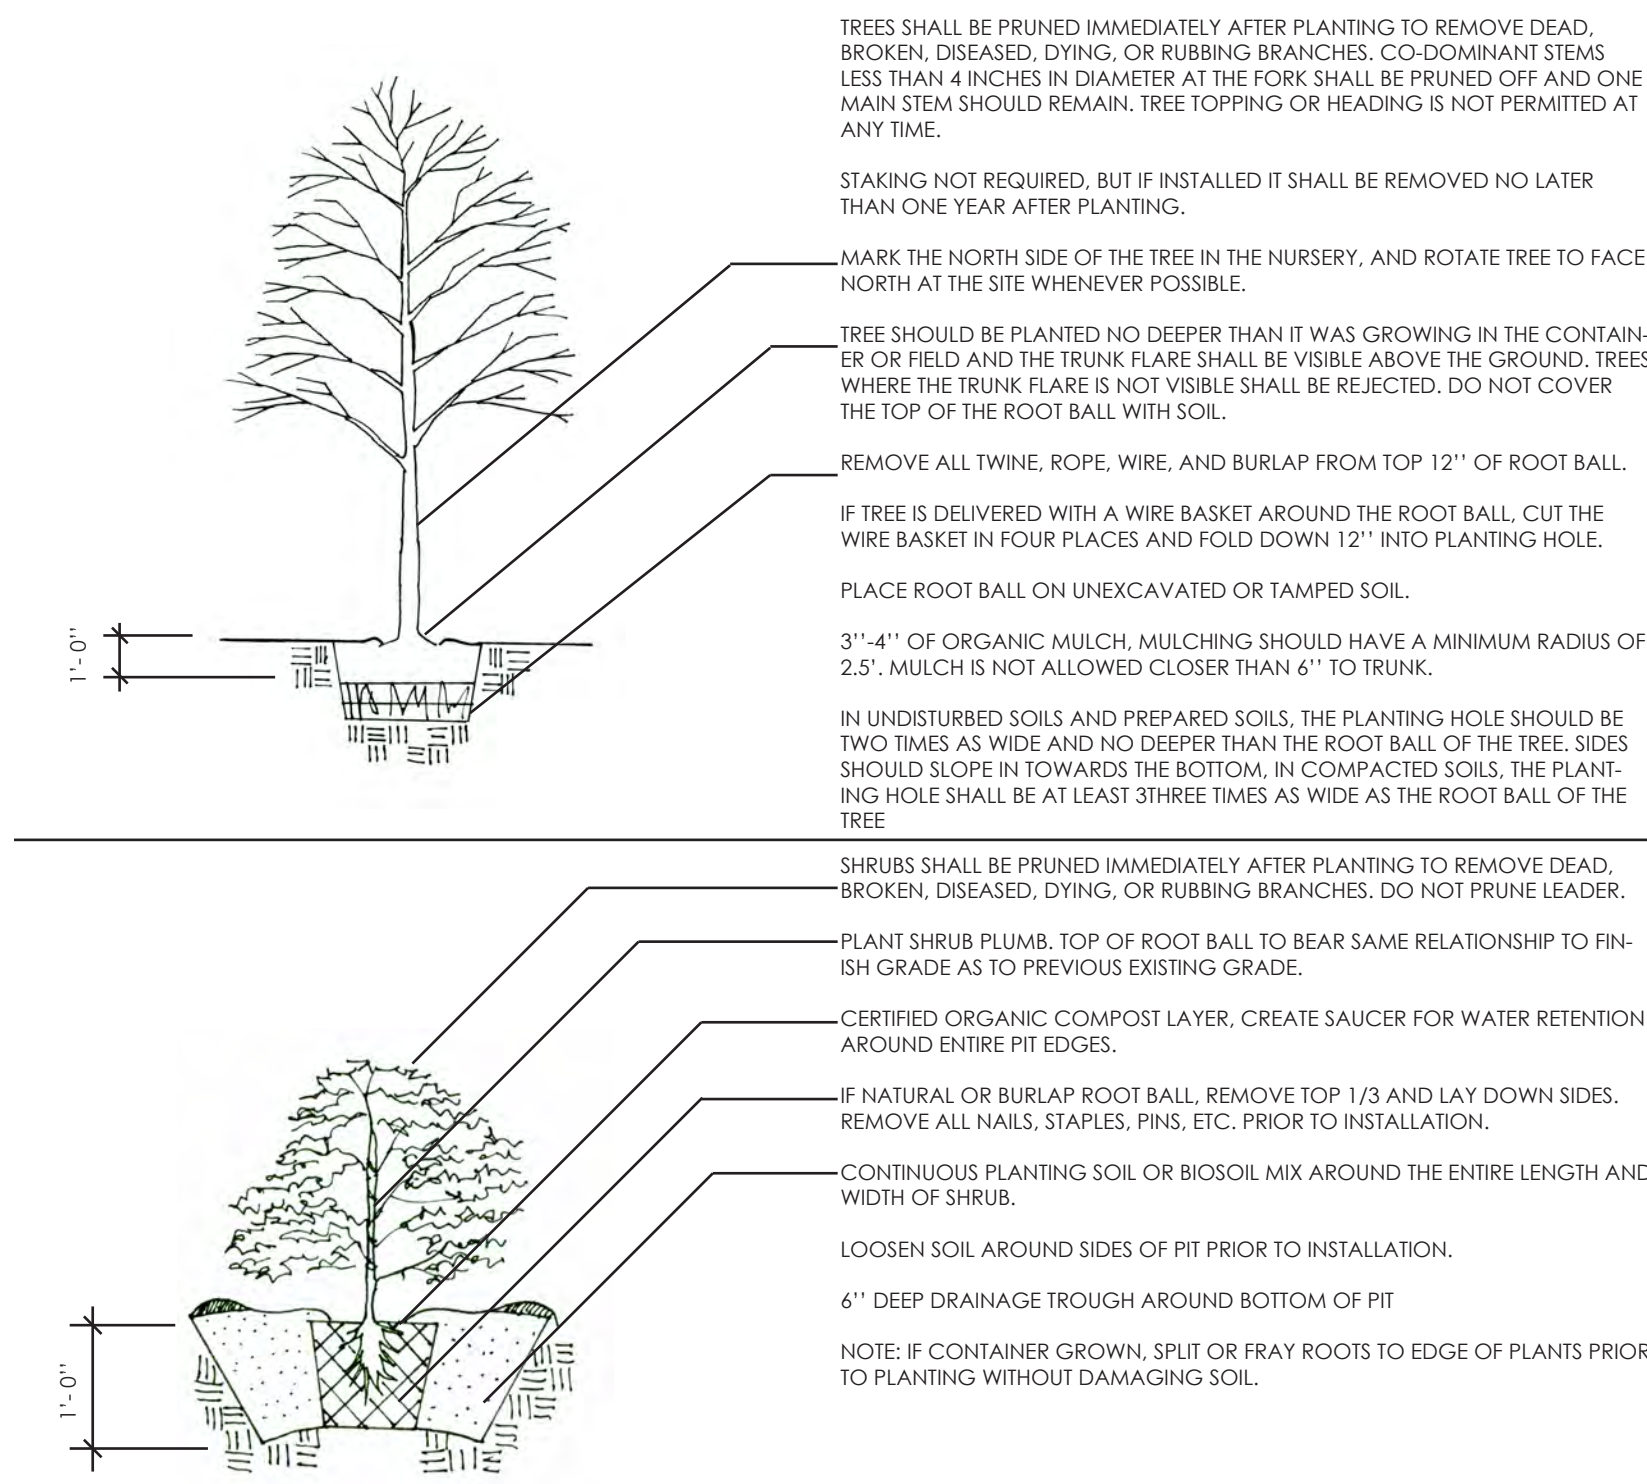 TREES SHALL BE PRUNED IMMEDIATELY AFTER PLANTING TO REMOVE DEAD,
BROKEN, DISEASED, DYING, OR RUBBING BRANCHES. CO-DOMINANT STEMS
LESS THAN 4 INCHES IN DIAMETER AT THE FORK SHALL BE PRUNED OFF AND ONE
MAIN STEM SHOULD REMAIN. TREE TOPPING OR HEADING IS NOT PERMITTED AT
ANY TIME.
STAKING NOT REQUIRED, BUT IF INSTALLED IT SHALL BE REMOVED NO LATER
THAN ONE YEAR AFTER PLANTING.
MARK THE NORTH SIDE OF THE TREE IN THE NURSERY, AND ROTATE TREE TO FACE
NORTH AT THE SITE WHENEVER POSSIBLE.
TREE SHOULD BE PLANTED NO DEEPER THAN IT WAS GROWING IN THE CONTAIN-
ER OR FIELD AND THE TRUNK FLARE SHALL BE VISIBLE ABOVE THE GROUND. TREES
WHERE THE TRUNK FLARE IS NOT VISIBLE SHALL BE REJECTED. DO NOT COVER
THE TOP OF THE ROOT BALL WITH SOIL.
REMOVE ALL TWINE, ROPE, WIRE, AND BURLAP FROM TOP 12'' OF ROOT BALL.
IF TREE IS DELIVERED WITH A WIRE BASKET AROUND THE ROOT BALL, CUT THE
WIRE BASKET IN FOUR PLACES AND FOLD DOWN 12'' INTO PLANTING HOLE.
PLACE ROOT BALL ON UNEXCAVATED OR TAMPED SOIL.
1'- 0''
3''-4'' OF ORGANIC MULCH, MULCHING SHOULD HAVE A MINIMUM RADIUS OF
2.5'. MULCH IS NOT ALLOWED CLOSER THAN 6'' TO TRUNK.
IN UNDISTURBED SOILS AND PREPARED SOILS, THE PLANTING HOLE SHOULD BE
TWO TIMES AS WIDE AND NO DEEPER THAN THE ROOT BALL OF THE TREE. SIDES
SHOULD SLOPE IN TOWARDS THE BOTTOM, IN COMPACTED SOILS, THE PLANT-
ING HOLE SHALL BE AT LEAST 3THREE TIMES AS WIDE AS THE ROOT BALL OF THE
TREE
SHRUBS SHALL BE PRUNED IMMEDIATELY AFTER PLANTING TO REMOVE DEAD,
BROKEN, DISEASED, DYING, OR RUBBING BRANCHES. DO NOT PRUNE LEADER.
PLANT SHRUB PLUMB. TOP OF ROOT BALL TO BEAR SAME RELATIONSHIP TO FIN-
ISH GRADE AS TO PREVIOUS EXISTING GRADE.
CERTIFIED ORGANIC COMPOST LAYER, CREATE SAUCER FOR WATER RETENTION
AROUND ENTIRE PIT EDGES.
IF NATURAL OR BURLAP ROOT BALL, REMOVE TOP 1/3 AND LAY DOWN SIDES.
REMOVE ALL NAILS, STAPLES, PINS, ETC. PRIOR TO INSTALLATION.
CONTINUOUS PLANTING SOIL OR BIOSOIL MIX AROUND THE ENTIRE LENGTH AND
WIDTH OF SHRUB.
LOOSEN SOIL AROUND SIDES OF PIT PRIOR TO INSTALLATION.
6'' DEEP DRAINAGE TROUGH AROUND BOTTOM OF PIT
1'- 0''
NOTE: IF CONTAINER GROWN, SPLIT OR FRAY ROOTS TO EDGE OF PLANTS PRIOR
TO PLANTING WITHOUT DAMAGING SOIL.